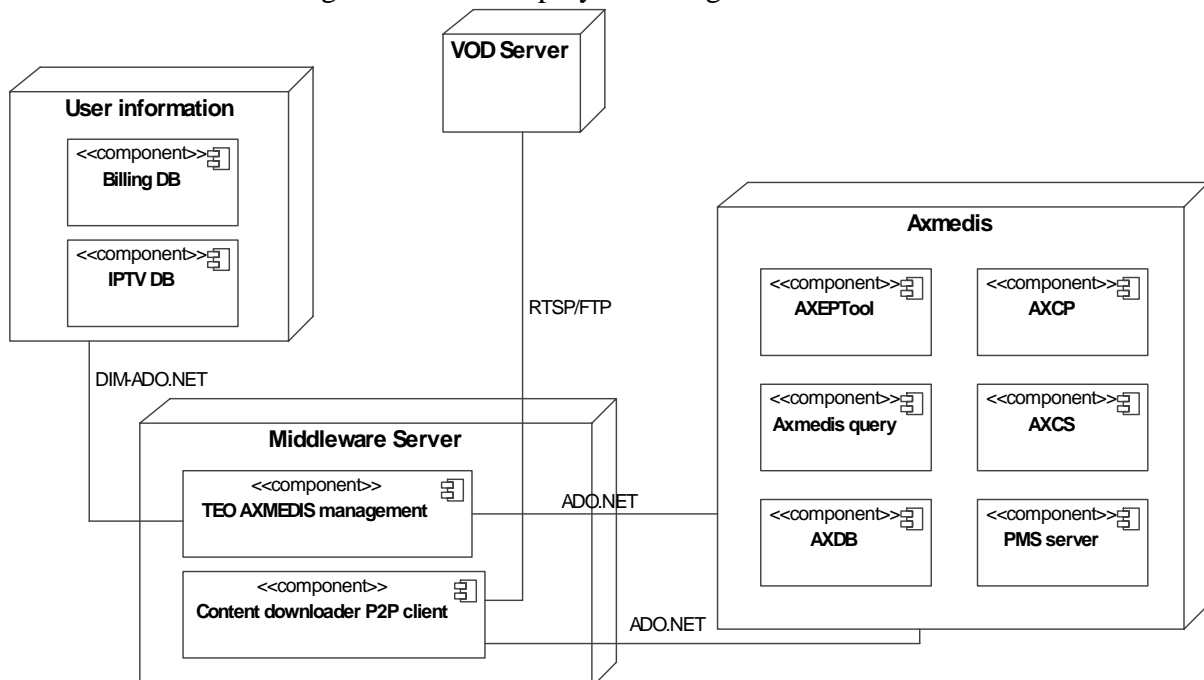 VOD Server
User information
<<component>>
Billing DB
<<component>>
IPTV DB
DIM-ADO.NET
RTSP/FTP
Axmedis
<<component>>
AXEPTool
<<component>>
AXCP
<<component>>
Axmedis query
<<component>>
AXCS
<<component>>
AXDB
<<component>>
PMS server
Middleware Server
<<component>>
TEO AXMEDIS management
ADO.NET
<<component>>
Content downloader P2P client
ADO.NET